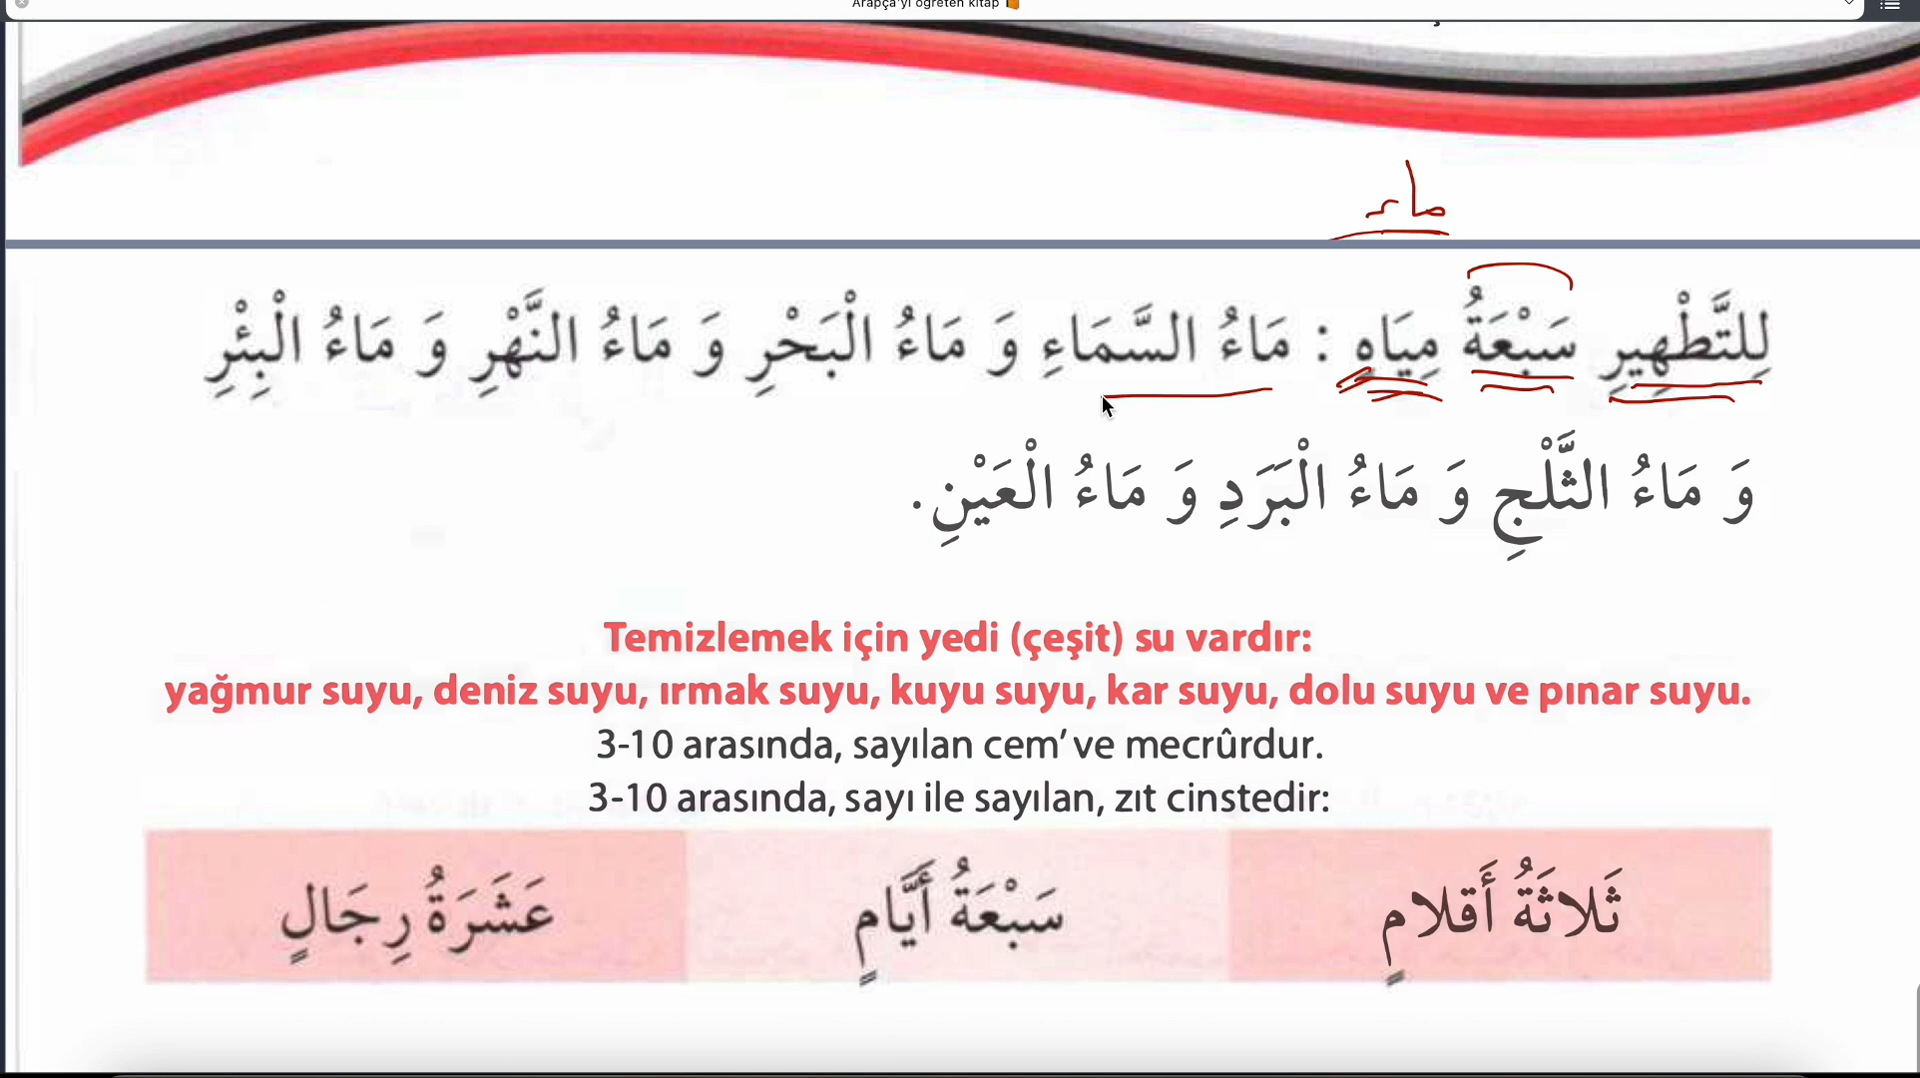 Arapça'yı öğreten kitap
ماء
لِلتَّطْهِيرِ سَبْعَةُ مِيَاهٍ : مَاءُ السَّمَاءِ وَ مَاءُ الْبَحْرِ وَ مَاءُ النَّهْرِ وَ مَاءُ الْبِئْرِ
وَ مَاءُ الثَّلْجِ وَ مَاءُ الْبَرَدِ وَ مَاءُ الْعَيْنِ.
Temizlemek için yedi (çeşit) su vardır:
yağmur suyu, deniz suyu, ırmak suyu, kuyu suyu, kar suyu, dolu suyu ve pınar suyu.
3-10 arasında, sayılan cem’ ve mecrûrdur.
3-10 arasında, sayı ile sayılan, zıt cinstedir:
ثَلاثَةُ أَقلامٍ سَبْعَةُ أَيَّامٍ عَشَرَةُ رِجَالٍ